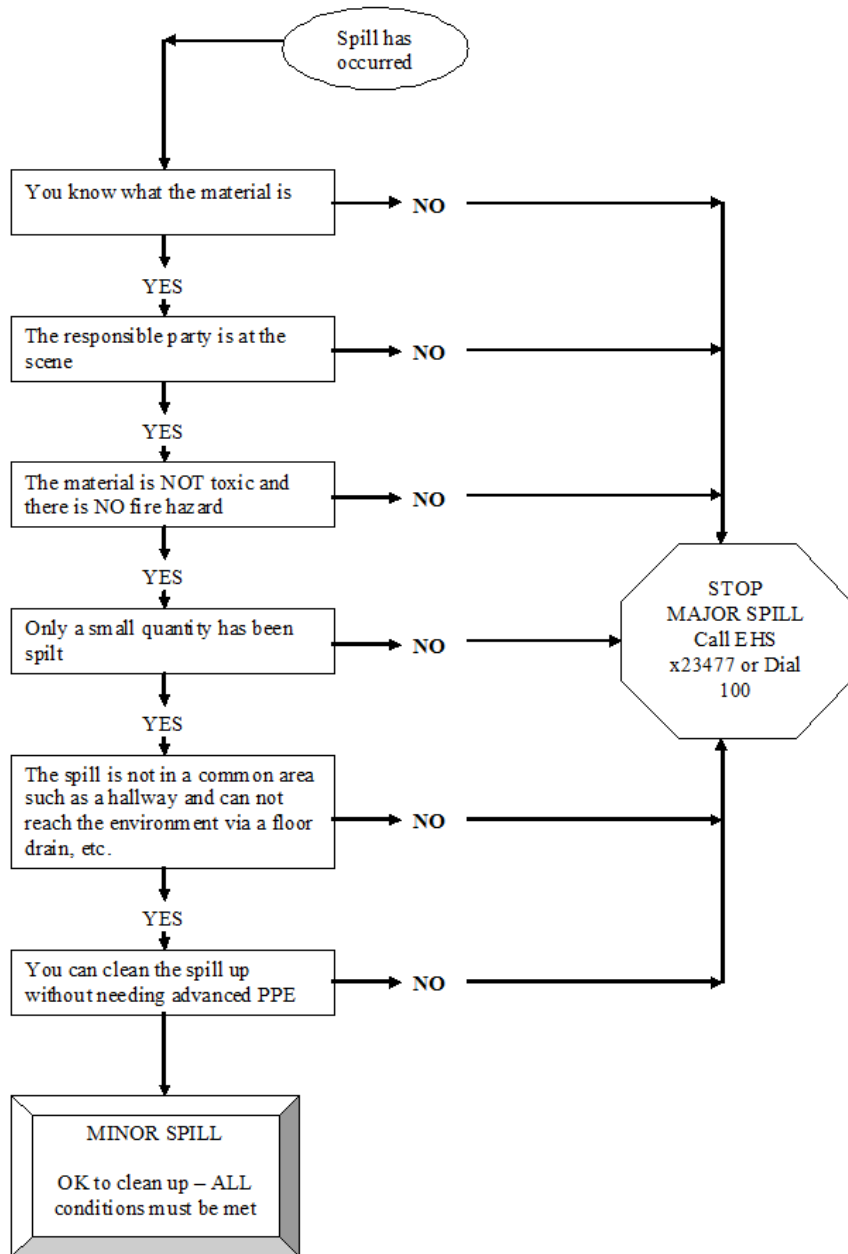 Spill has
occurred
You know what the material is
NO
YES
The responsible party is at the
scene
NO
YES
The material is NOT toxic and
there is NO fire hazard
NO
YES
Only a small quantity has been
spilt
NO
STOP
MAJOR SPILL
Call EHS
x23477 or Dial
100
YES
The spill is not in a common area
such as a hallway and can not
reach the environment via a floor
drain, etc.
NO
YES
You can clean the spill up
without needing advanced PPE
NO
MINOR SPILL
OK to clean up – ALL
conditions must be met